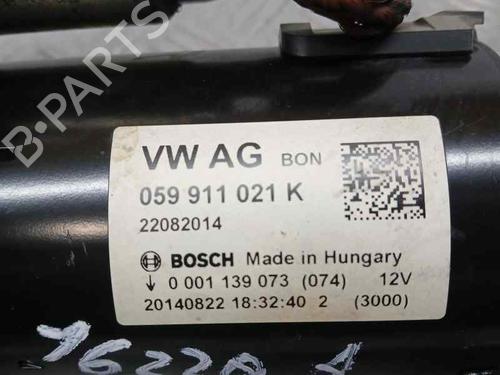 VW AG BON
059 911 021 K
22082014
BOSCH Made in Hungary
↓ 0 001 139 073 (074) 12V
20140822 18:32:40 2 (3000)